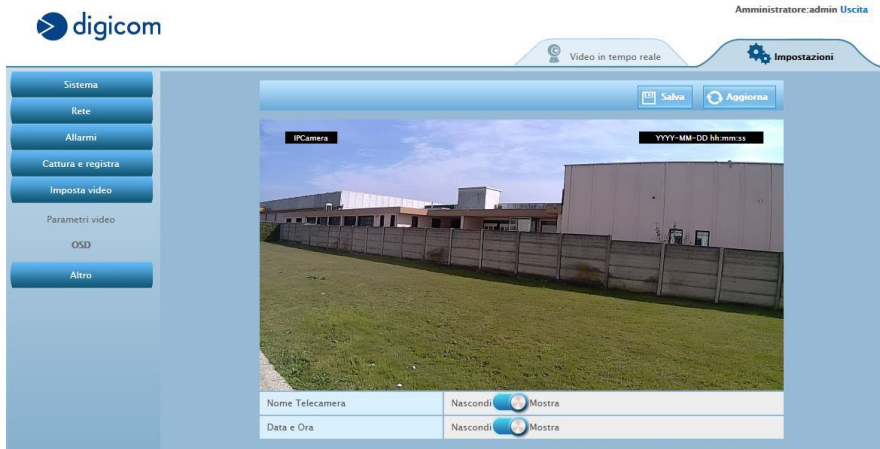 Amministratore:admin Uscita
digicom
Video in tempo reale
Impostazioni
Sistema
Rete
Allarmi
Cattura e registra
Imposta video
Parametri video
OSD
Altro
Salva
Aggiorna
IPCamera
YYYY-MM-DD hh:mm:ss
Nome Telecamera
Nascondi Mostra
Data e Ora
Nascondi Mostra